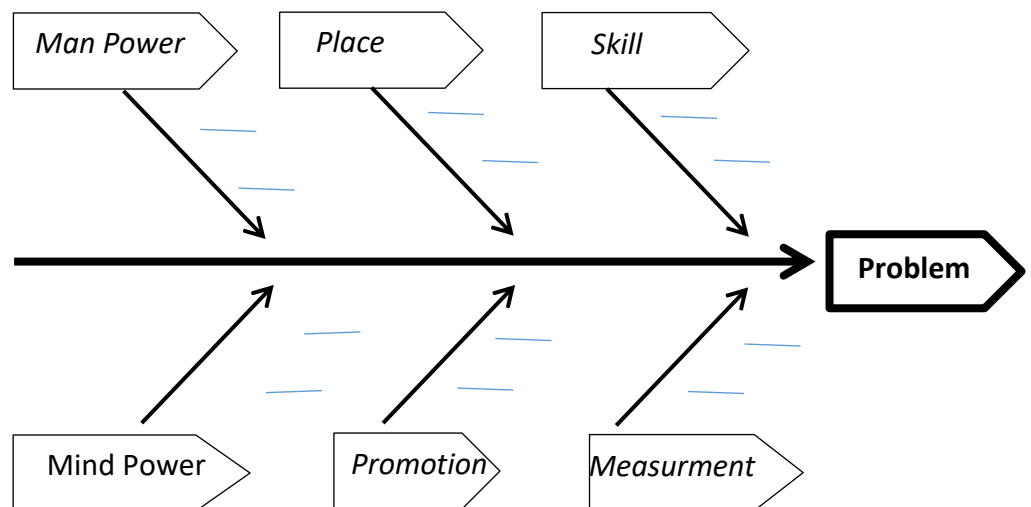 Man Power
Place
Skill
Problem
Mind Power
Promotion
Measurment